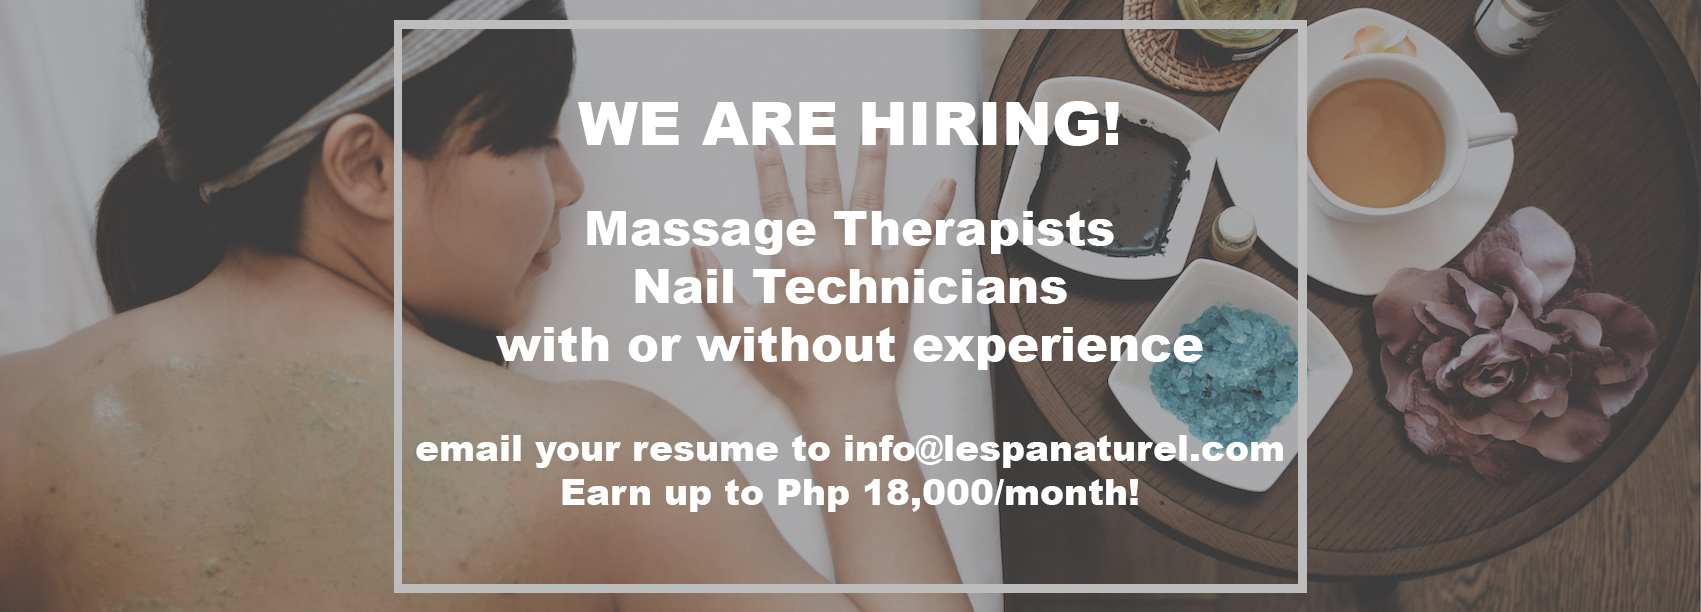 WE ARE HIRING!
Massage Therapists
Nail Technicians
with or without experience
email your resume to info@lespanaturel.com
Earn up to Php 18,000/month!